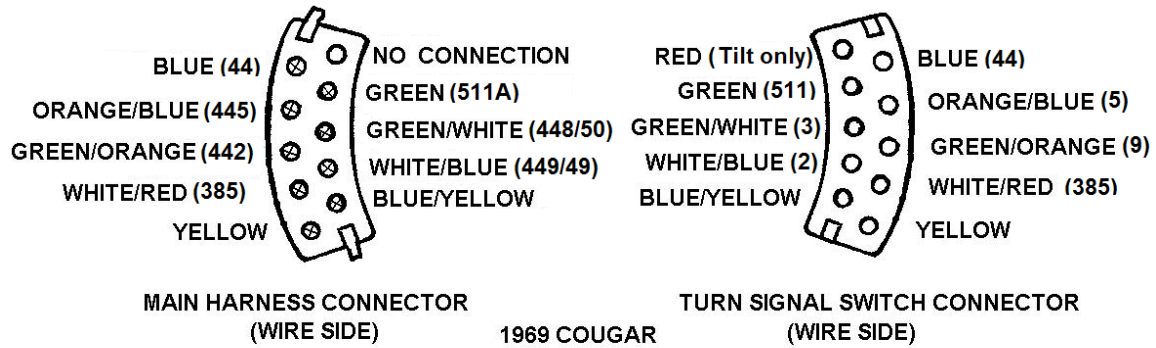 BLUE (44)
NO CONNECTION
GREEN (511A)
ORANGE/BLUE (445)
GREEN/WHITE (448/50)
GREEN/ORANGE (442)
WHITE/BLUE (449/49)
WHITE/RED (385)
BLUE/YELLOW
YELLOW
MAIN HARNESS CONNECTOR
(WIRE SIDE)
RED (Tilt only)
BLUE (44)
GREEN (511)
ORANGE/BLUE (5)
GREEN/WHITE (3)
GREEN/ORANGE (9)
WHITE/BLUE (2)
WHITE/RED (385)
BLUE/YELLOW
YELLOW
TURN SIGNAL SWITCH CONNECTOR
(WIRE SIDE)
1969 COUGAR